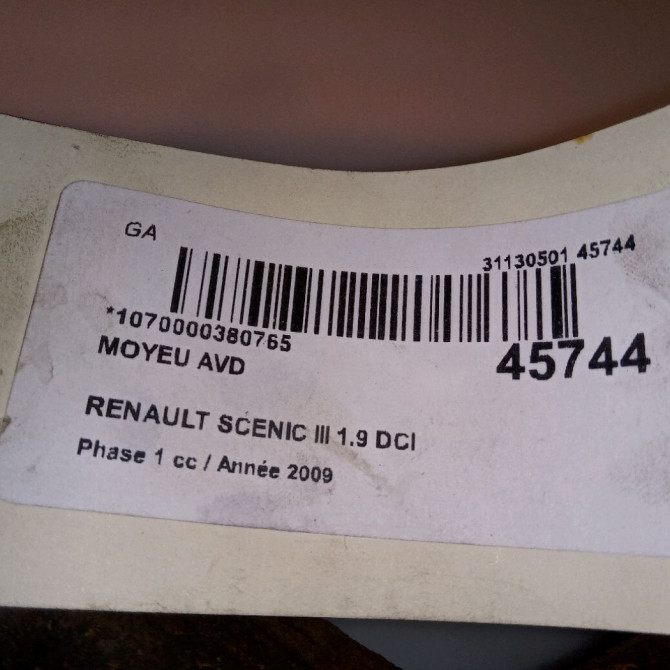 GA
31130501 45744
*1070000380765
45744
MOYEU AVD
RENAULT SCENIC III 1.9 DCI
Phase 1 cc / Année 2009